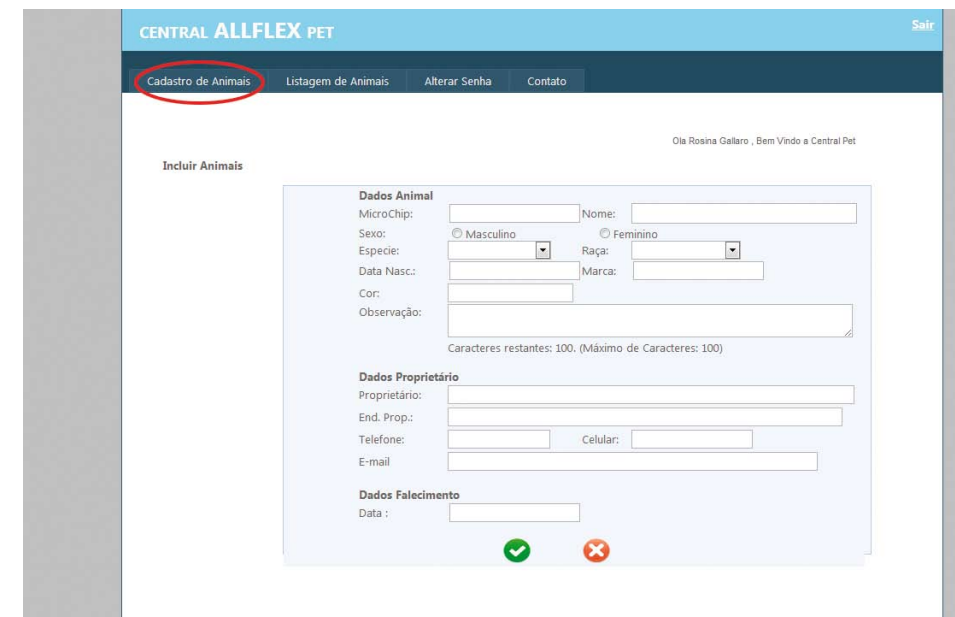 CENTRAL ALLFLEX PET
Sair
Cadastro de Animais Listagem de Animais Alterar Senha Contato
Ola Rosina Gallaro , Bem Vindo a Central Pet
Incluir Animais
Dados Animal
MicroChip: Nome:
Sexo: Masculino Feminino
Especie: Raça:
Data Nasc.: Marca:
Cor:
Observação:
Caracteres restantes: 100. (Máximo de Caracteres: 100)
Dados Proprietário
Proprietário:
End. Prop.:
Telefone: Celular:
E-mail
Dados Falecimento
Data :